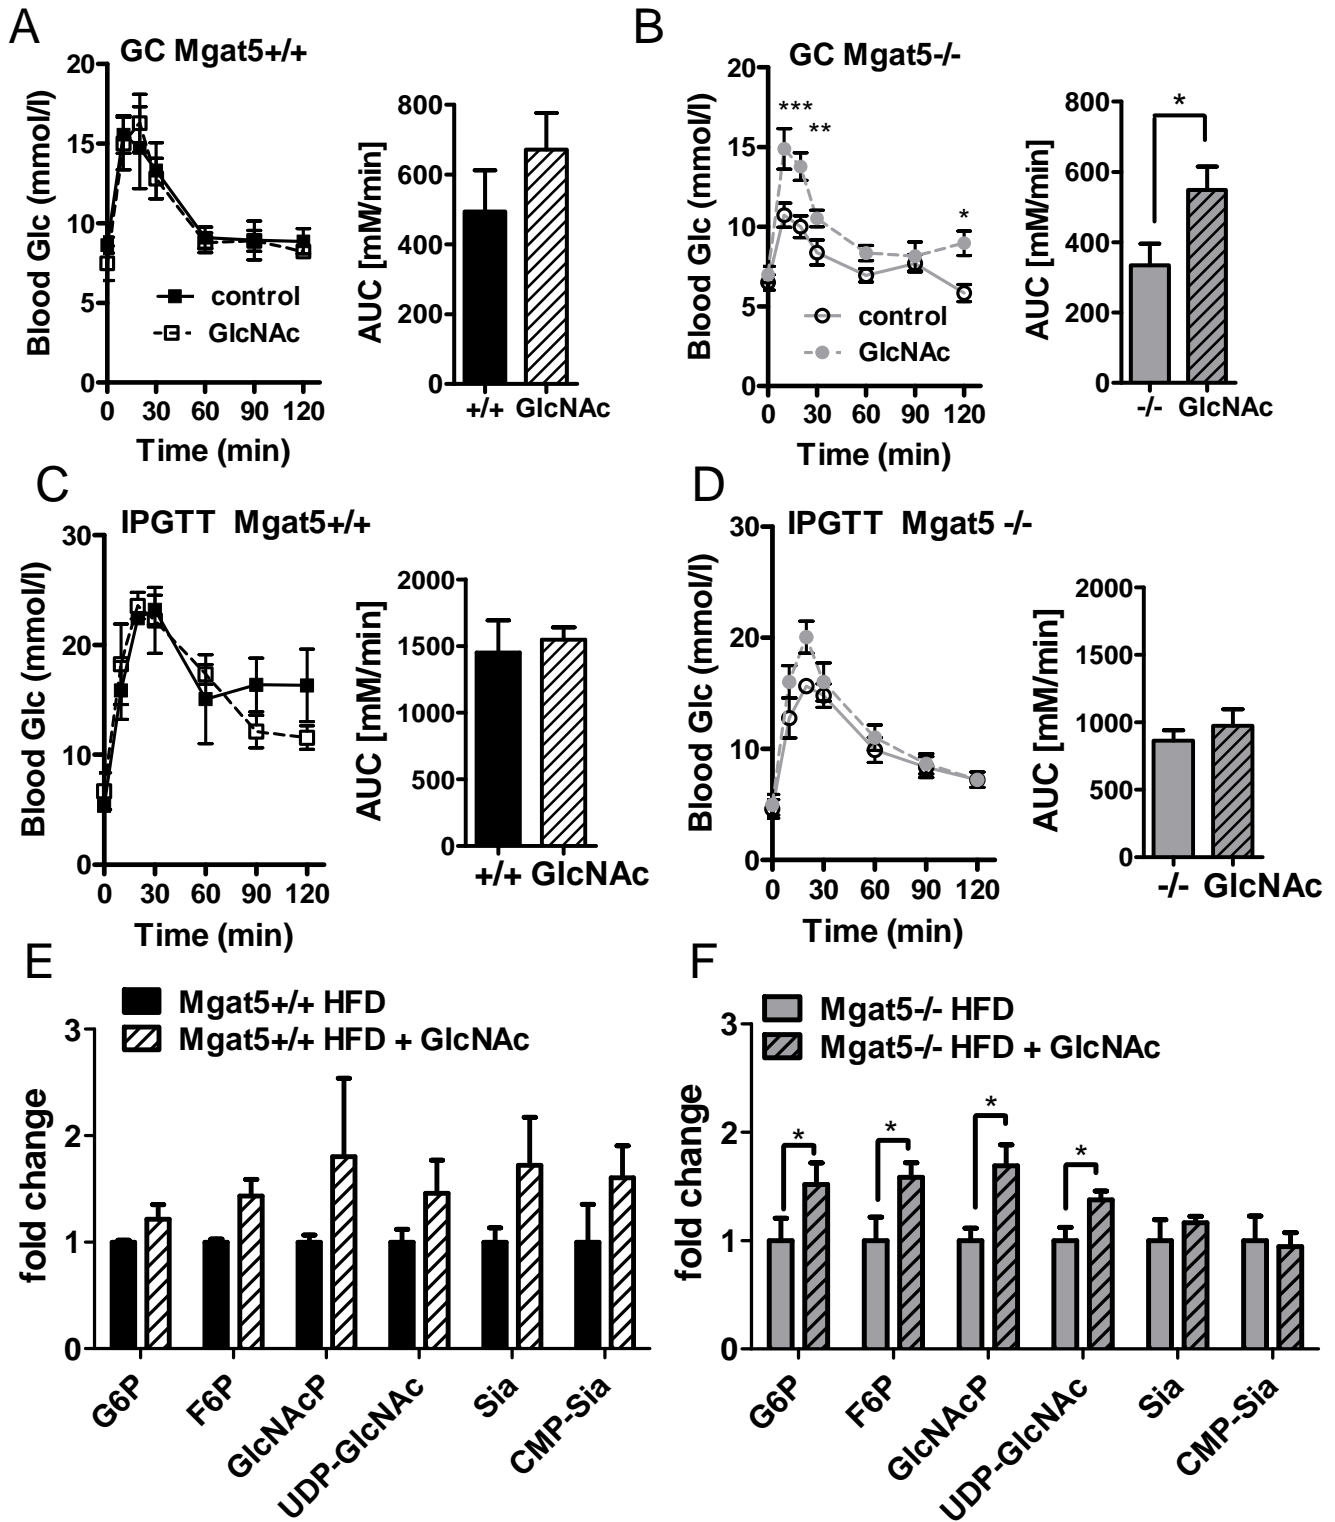 A
GC Mgat5+/+
20
15
10
5
0
Blood Glc (mmol/l)
control
GlcNAc
0 30 60 90 120
Time (min)
800
600
400
200
0
AUC [mM/min]
+/+ GlcNAc
B
GC Mgat5-/-
20
15
10
5
0
Blood Glc (mmol/l)
***
**
*
control
GlcNAc
0 30 60 90 120
Time (min)
800
600
400
200
0
AUC [mM/min]
*
-/- GlcNAc
C
IPGTT Mgat5+/+
30
20
10
0
Blood Glc (mmol/l)
0 30 60 90 120
Time (min)
2000
1500
1000
500
0
AUC [mM/min]
+/+ GlcNAc
D
IPGTT Mgat5 -/-
30
20
10
0
Blood Glc (mmol/l)
0 30 60 90 120
Time (min)
2000
1500
1000
500
0
AUC [mM/min]
-/- GlcNAc
E
Mgat5+/+ HFD
Mgat5+/+ HFD + GlcNAc
3
2
1
0
fold change
G6P
F6P
GlcNAcP
UDP-GlcNAc
Sia
CMP-Sia
F
Mgat5-/- HFD
Mgat5-/- HFD + GlcNAc
3
2
1
0
fold change
*
*
*
*
G6P
F6P
GlcNAcP
UDP-GlcNAc
Sia
CMP-Sia